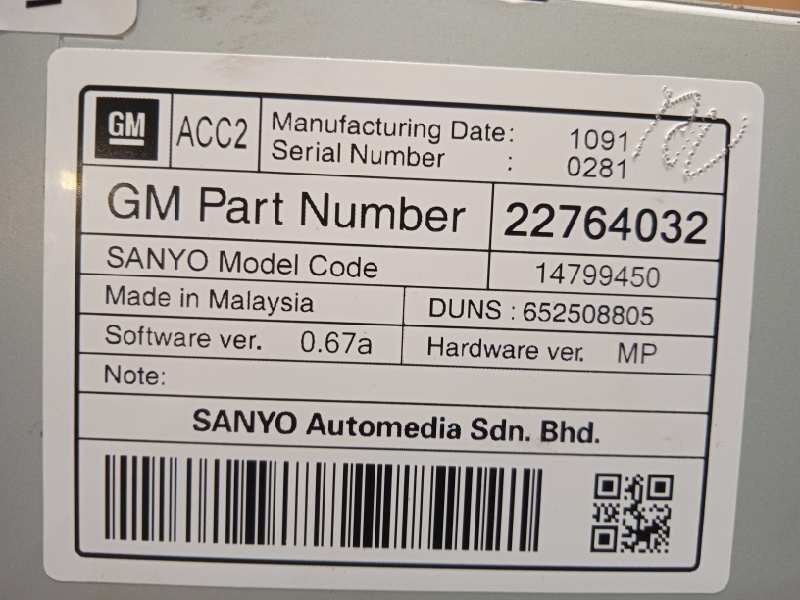 GM ACC2 Manufacturing Date: 1091
Serial Number : 0281
GM Part Number 22764032
SANYO Model Code 14799450
Made in Malaysia DUNS : 652508805
Software ver. 0.67a Hardware ver. MP
Note:
SANYO Automedia Sdn. Bhd.